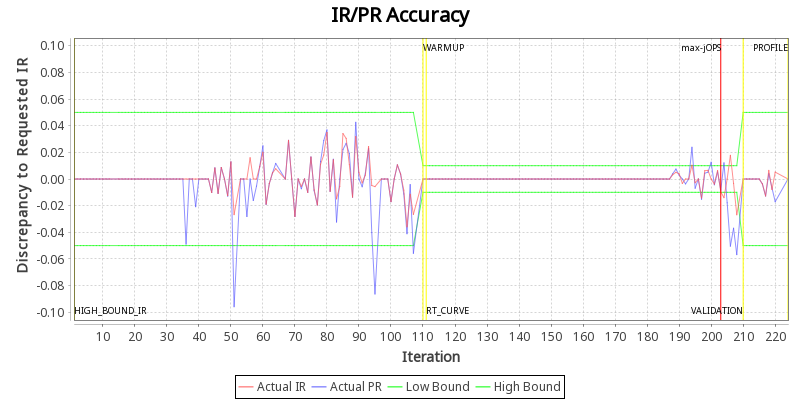 IR/PR Accuracy
Discrepancy to Requested IR
0.10
0.08
0.06
0.04
0.02
0.00
-0.02
-0.04
-0.06
-0.08
-0.10
WARMUP
max-jOPS
PROFILE
HIGH_BOUND_IR
RT_CURVE
VALIDATION
10 20 30 40 50 60 70 80 90 100 110 120 130 140 150 160 170 180 190 200 210 220
Iteration
Actual IR Actual PR Low Bound High Bound